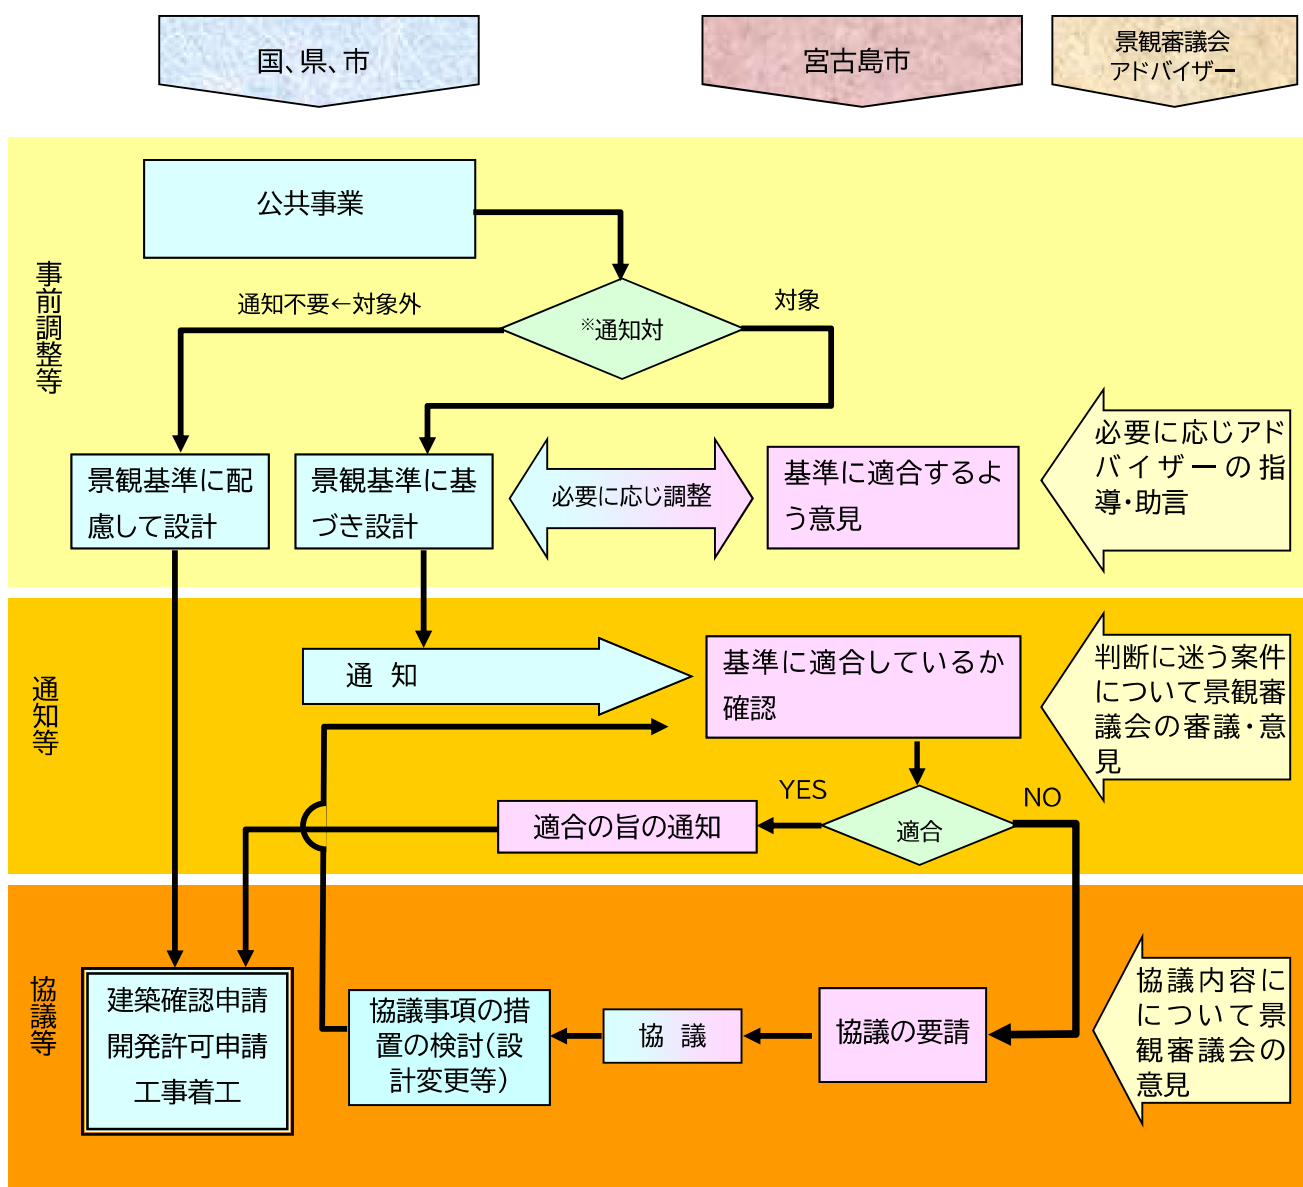 国、県、市
宮古島市
景観審議会
アドバイザー
事前調整等
公共事業
通知不要←対象外
※通知対
対象
景観基準に配
慮して設計
景観基準に基
づき設計
必要に応じ調整
基準に適合するよ
う意見
必要に応じアド
バイザーの指
導・助言
通知等
通 知
基準に適合しているか
確認
判断に迷う案件
について景観審
議会の審議・意
見
YES
適合
NO
適合の旨の通知
協議等
建築確認申請
開発許可申請
工事着工
協議事項の措
置の検討(設
計変更等)
協 議
協議の要請
協議内容に
について景
観審議会の
意見